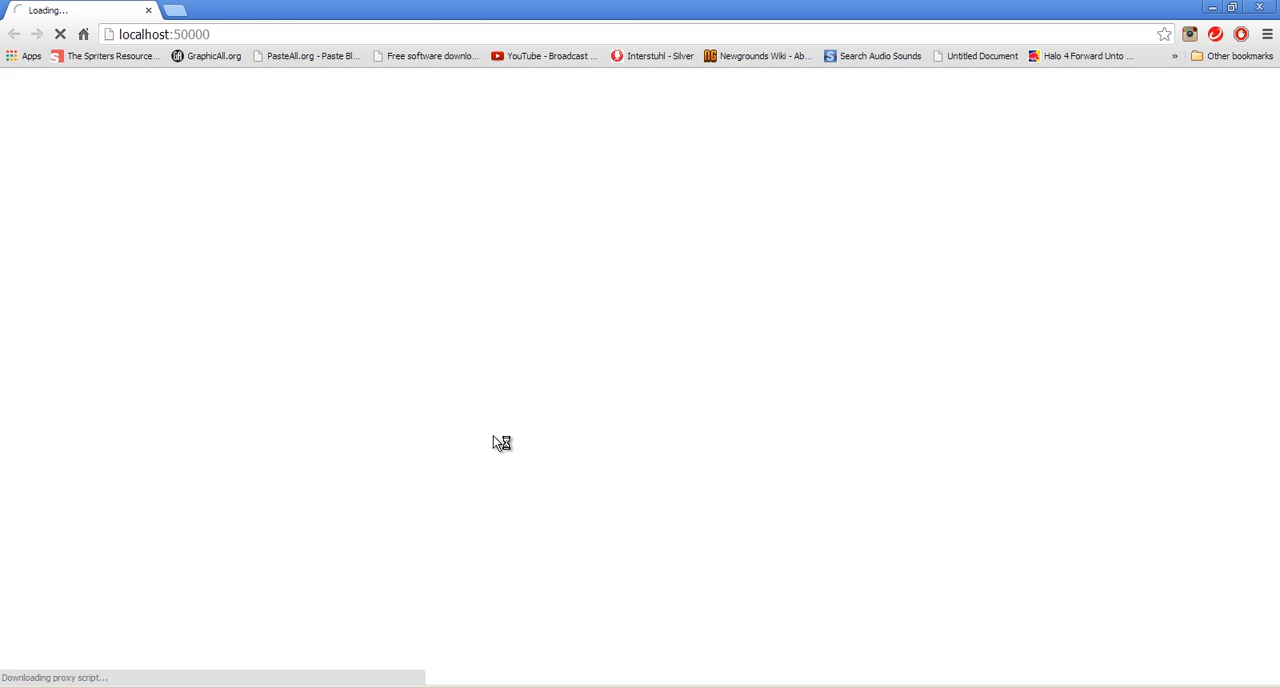 Loading...
localhost:50000
Apps The Spriters Resource... GraphicAll.org PasteAll.org - Paste Bl... Free software downlo... YouTube - Broadcast ... Interstuhl - Silver Newgrounds Wiki - Ab... Search Audio Sounds Untitled Document Halo 4 Forward Unto ... » Other bookmarks
Downloading proxy script...